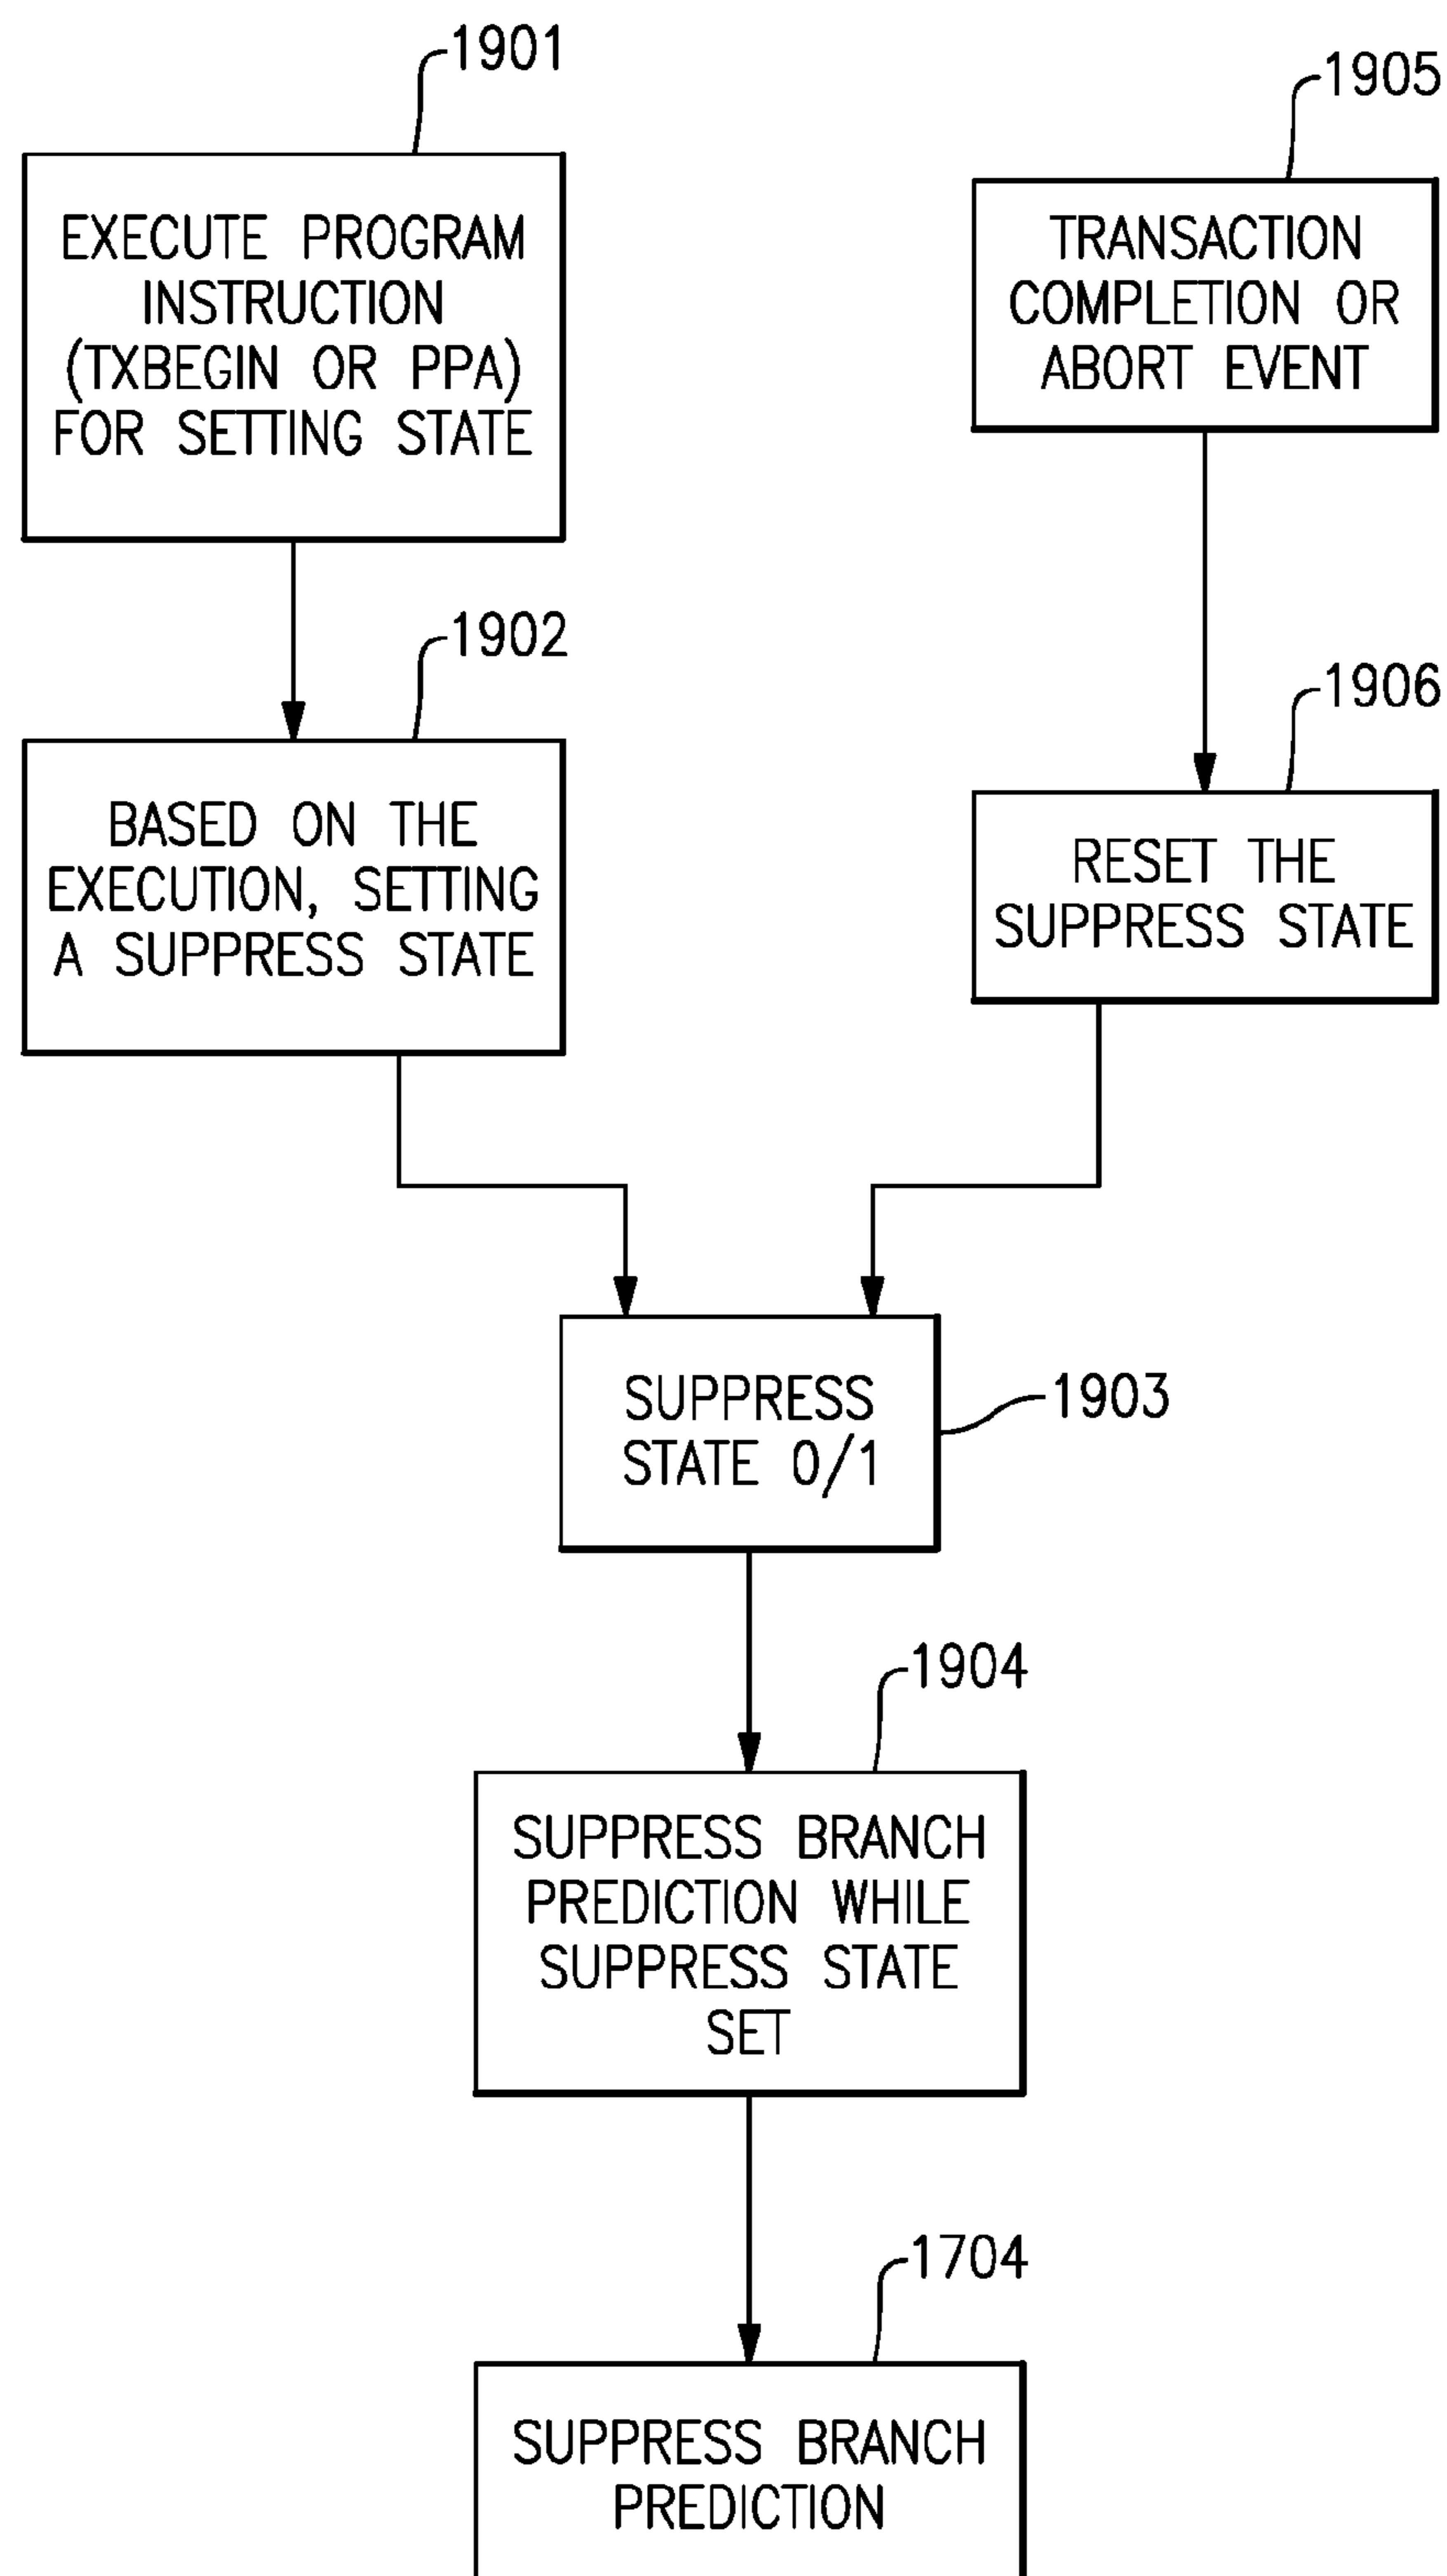 1901
EXECUTE PROGRAM
INSTRUCTION
(TXBEGIN OR PPA)
FOR SETTING STATE
1902
BASED ON THE
EXECUTION, SETTING
A SUPPRESS STATE
1905
TRANSACTION
COMPLETION OR
ABORT EVENT
1906
RESET THE
SUPPRESS STATE
SUPPRESS
STATE 0/1
1903
1904
SUPPRESS BRANCH
PREDICTION WHILE
SUPPRESS STATE
SET
1704
SUPPRESS BRANCH
PREDICTION